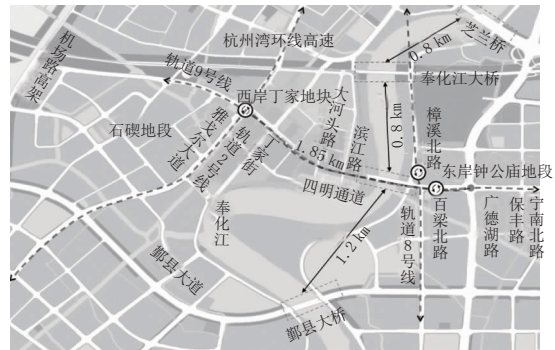 机场路高架
杭州湾环线高速
0.8 km
芝兰桥
轨道9号线
西岸丁家地块
大河头路
滨江路
0.8 km
奉化江大桥
樟溪北路
石碶地段
雅戈尔大道
轨道2号线
丁家街
1.85 km
四明通道
东岸钟公庙地段
奉化江
1.2 km
轨道8号线
百梁北路
广德湖路
保丰路
宁南北路
鄞县大道
鄞县大桥